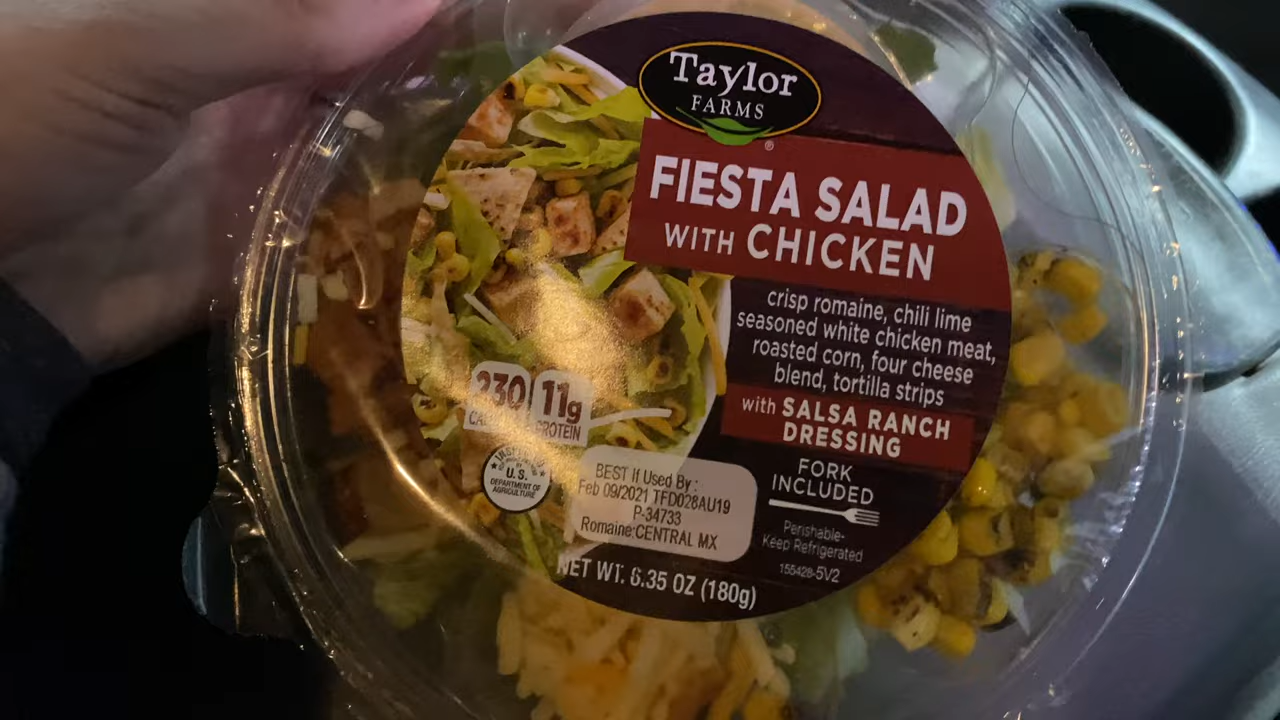 Taylor
FARMS
®
FIESTA SALAD
WITH CHICKEN
crisp romaine, chili lime
seasoned white chicken meat,
roasted corn, four cheese
blend, tortilla strips
with SALSA RANCH
DRESSING
FORK
INCLUDED
Perishable-
Keep Refrigerated
155428-5V2
230 11g
PROTEIN
U.S.
DEPARTMENT OF
AGRICULTURE
BEST If Used By :
Feb 09/2021 TFD028AU19
P-34733
Romaine:CENTRAL MX
NET WT. 6.35 OZ (180g)